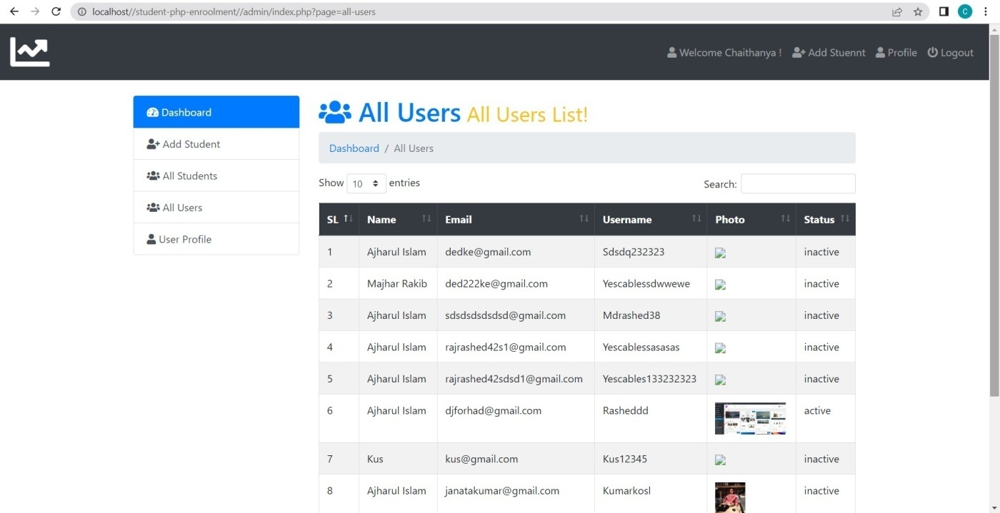 localhost//student-php-enroolment//admin/index.php?page=all-users
C
Welcome Chaithanya ! Add Stuennt Profile Logout
Dashboard
Add Student
All Students
All Users
User Profile
All Users All Users List!
Dashboard / All Users
Show 10 entries Search:
SL Name Email Username Photo Status
1 Ajharul Islam dedke@gmail.com Sdsdq232323 inactive
2 Majhar Rakib ded222ke@gmail.com Yescablessdwwewe inactive
3 Ajharul Islam sdsdsdsdsdsd@gmail.com Mdrashed38 inactive
4 Ajharul Islam rajrashed42s1@gmail.com Yescablessasasas inactive
5 Ajharul Islam rajrashed42sdsd1@gmail.com Yescables133232323 inactive
6 Ajharul Islam djforhad@gmail.com Rasheddd active
7 Kus kus@gmail.com Kus12345 inactive
8 Ajharul Islam janatakumar@gmail.com Kumarkosl inactive